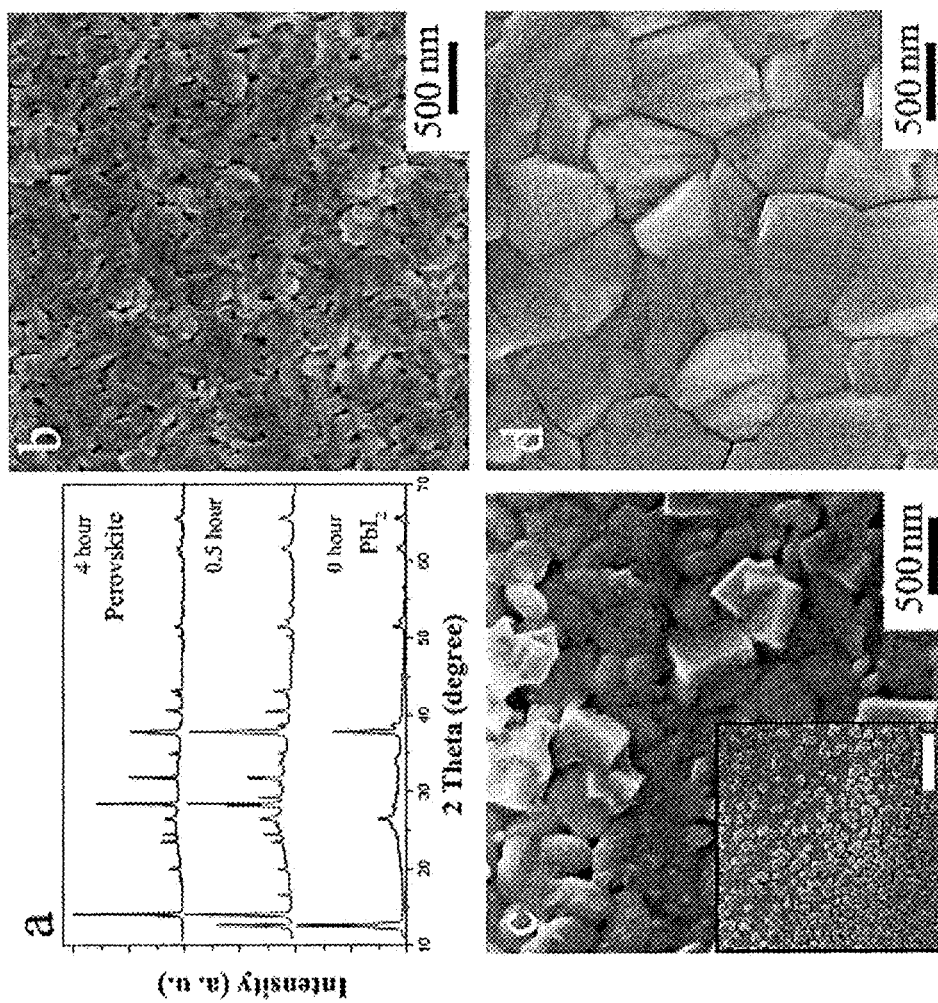 a
4 hour
Perovskite
0.5 hour
0 hour
PbI₂
10 20 30 40 50 60 70
2 Theta (degree)
Intensity (a. u.)
b
500 nm
500 nm
d
500 nm